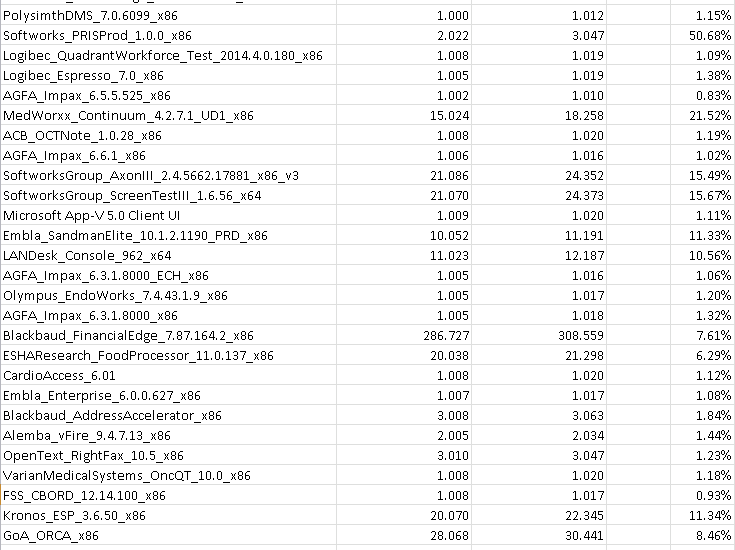 PolysimthDMS_7.0.6099_x86 1.000 1.012 1.15%
Softworks_PRISProd_1.0.0_x86 2.022 3.047 50.68%
Logibec_QuadrantWorkforce_Test_2014.4.0.180_x86 1.008 1.019 1.09%
Logibec_Espresso_7.0_x86 1.005 1.019 1.38%
AGFA_Impax_6.5.5.525_x86 1.002 1.010 0.83%
MedWorxx_Continuum_4.2.7.1_UD1_x86 15.024 18.258 21.52%
ACB_OCTNote_1.0.28_x86 1.008 1.020 1.19%
AGFA_Impax_6.6.1_x86 1.006 1.016 1.02%
SoftworksGroup_AxonIII_2.4.5662.17881_x86_v3 21.086 24.352 15.49%
SoftworksGroup_ScreenTestIII_1.6.56_x64 21.070 24.373 15.67%
Microsoft App-V 5.0 Client UI 1.009 1.020 1.11%
Embla_SandmanElite_10.1.2.1190_PRD_x86 10.052 11.191 11.33%
LANDesk_Console_962_x64 11.023 12.187 10.56%
AGFA_Impax_6.3.1.8000_ECH_x86 1.005 1.016 1.06%
Olympus_EndoWorks_7.4.43.1.9_x86 1.005 1.017 1.20%
AGFA_Impax_6.3.1.8000_x86 1.005 1.018 1.32%
Blackbaud_FinancialEdge_7.87.164.2_x86 286.727 308.559 7.61%
ESHAResearch_FoodProcessor_11.0.137_x86 20.038 21.298 6.29%
CardioAccess_6.01 1.008 1.020 1.12%
Embla_Enterprise_6.0.0.627_x86 1.007 1.017 1.08%
Blackbaud_AddressAccelerator_x86 3.008 3.063 1.84%
Alemba_vFire_9.4.7.13_x86 2.005 2.034 1.44%
OpenText_RightFax_10.5_x86 3.010 3.047 1.23%
VarianMedicalSystems_OncQT_10.0_x86 1.008 1.020 1.18%
FSS_CBORD_12.14.100_x86 1.008 1.017 0.93%
Kronos_ESP_3.6.50_x86 20.070 22.345 11.34%
GoA_ORCA_x86 28.068 30.441 8.46%